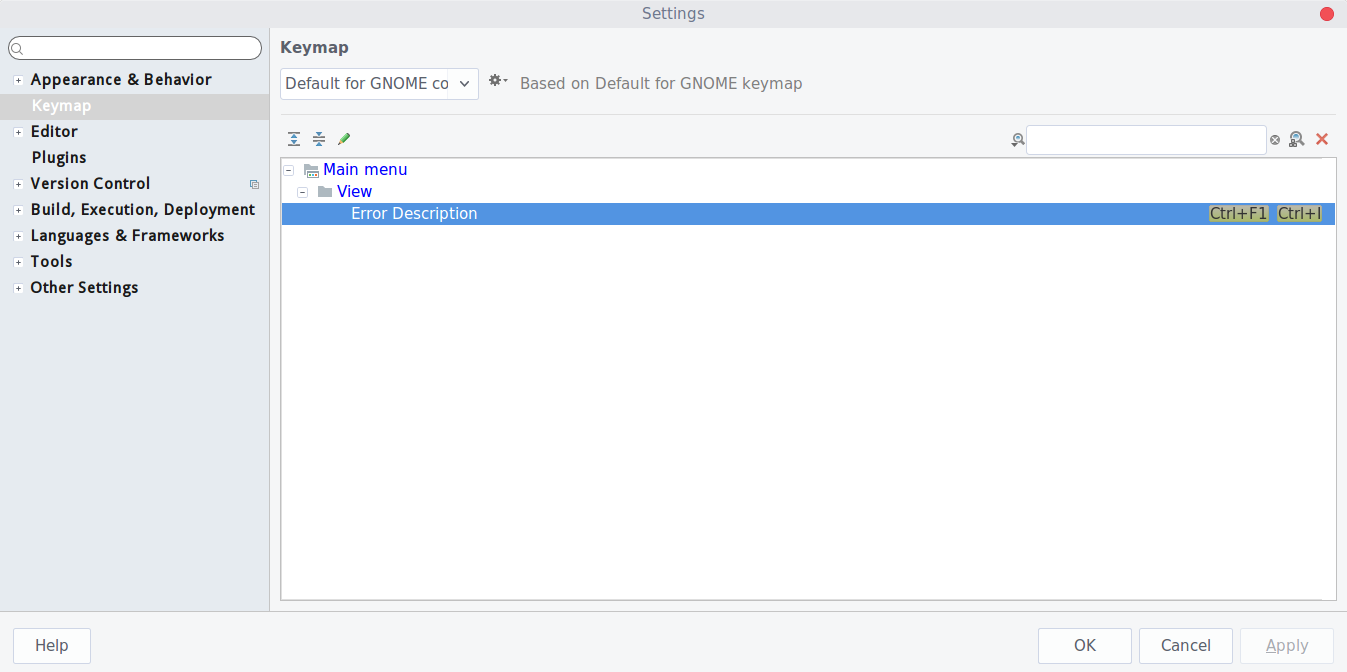 Settings
Appearance & Behavior
Keymap
Editor
Plugins
Version Control
Build, Execution, Deployment
Languages & Frameworks
Tools
Other Settings
Keymap
Default for GNOME co
Based on Default for GNOME keymap
Main menu
View
Error Description Ctrl+F1 Ctrl+I
Help
OK
Cancel
Apply